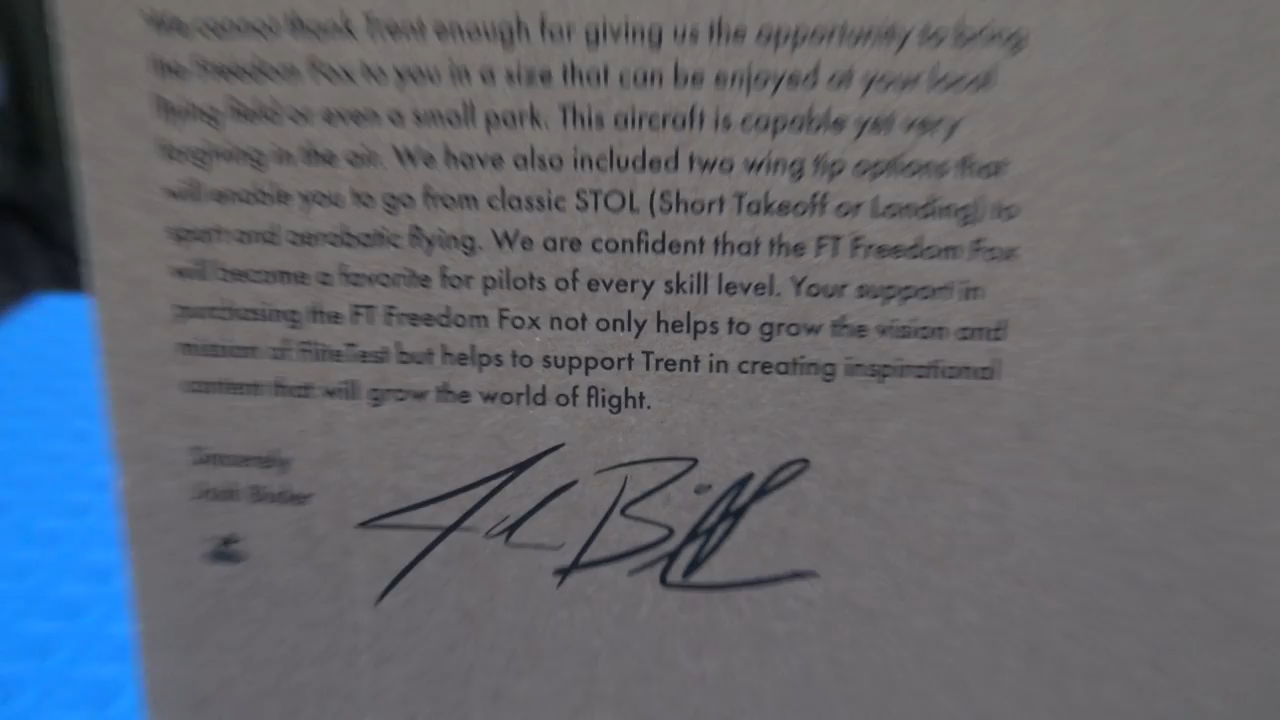 We cannot thank Trent enough for giving us the opportunity to bring
the Freedom Fox to you in a size that can be enjoyed at your local
flying field or even a small park. This aircraft is capable yet very
forgiving in the air. We have also included two wing tip options that
will enable you to go from classic STOL (Short Takeoff or Landing) to
sport and aerobatic flying. We are confident that the FT Freedom Fox
will become a favorite for pilots of every skill level. Your support in
purchasing the FT Freedom Fox not only helps to grow the vision and
mission of FliteTest but helps to support Trent in creating inspirational
content that will grow the world of flight.
Sincerely
Josh Bixler